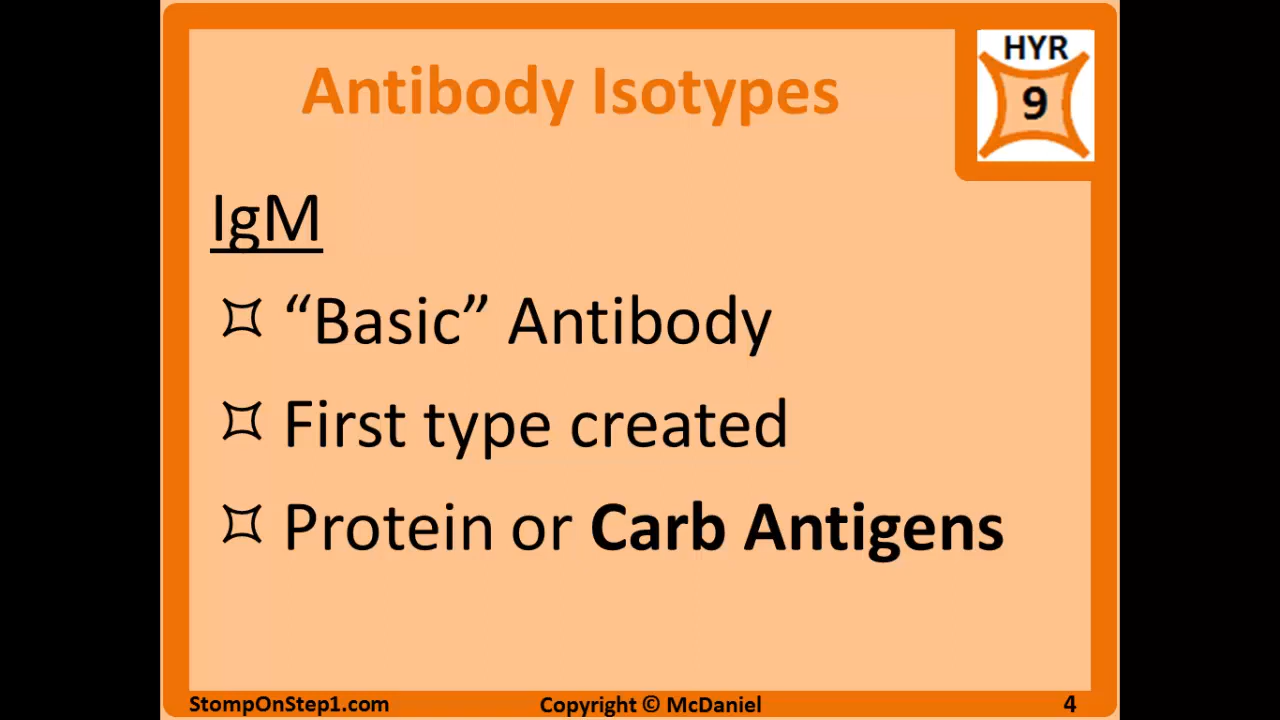 HYR
9
Antibody Isotypes
IgM
“Basic” Antibody
First type created
Protein or Carb Antigens
StompOnStep1.com
Copyright © McDaniel
4